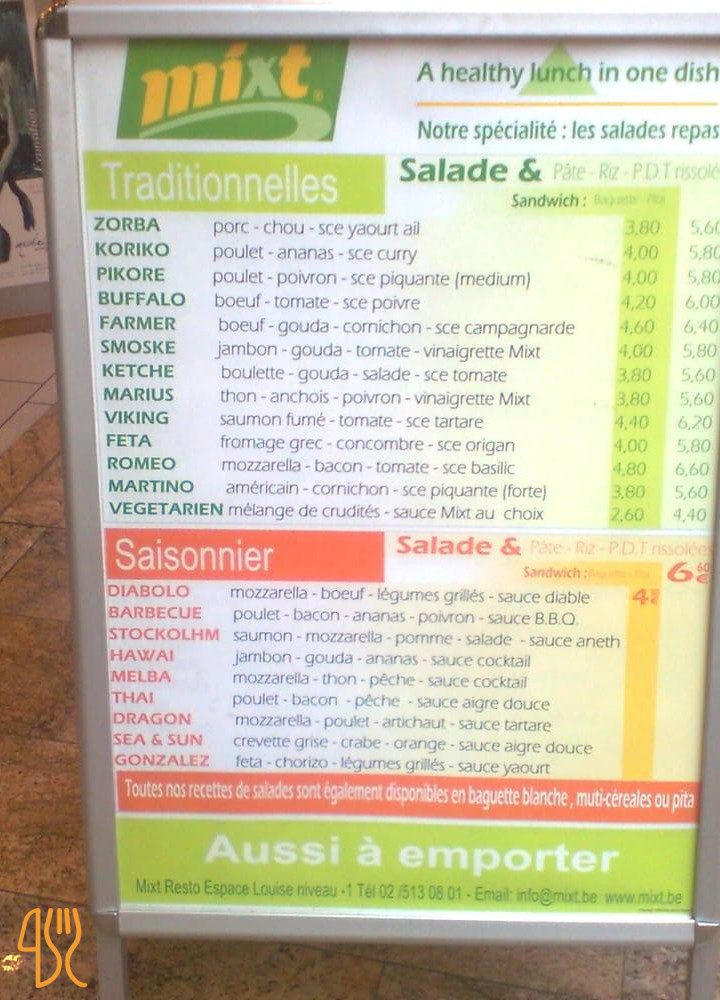 mixt
A healthy lunch in one dish
Notre spécialité : les salades repas
Traditionnelles
Salade & Pâte - Riz - P.D.T rissolé
Sandwich : Baguette - Pita
ZORBA porc - chou - sce yaourt ail 3,80 5,60
KORIKO poulet - ananas - sce curry 4,00 5,80
PIKORE poulet - poivron - sce piquante (medium) 4,00 5,80
BUFFALO boeuf - tomate - sce poivre 4,20 6,00
FARMER boeuf - gouda - cornichon - sce campagnarde 4,60 6,40
SMOSKE jambon - gouda - tomate - vinaigrette Mixt 4,00 5,80
KETCHE boulette - gouda - salade - sce tomate 3,80 5,60
MARIUS thon - anchois - poivron - vinaigrette Mixt 3,80 5,60
VIKING saumon fumé - tomate - sce tartare 4,40 6,20
FETA fromage grec - concombre - sce origan 4,00 5,80
ROMEO mozzarella - bacon - tomate - sce basilic 4,80 6,60
MARTINO américain - cornichon - sce piquante (forte) 3,80 5,60
VEGETARIEN mélange de crudités - sauce Mixt au choix 2,60 4,40
Saisonnier
Salade & Pâte - Riz - P.D.T rissolées
Sandwich : 6 60 €
DIABOLO mozzarella - boeuf - légumes grillés - sauce diable 4
BARBECUE poulet - bacon - ananas - poivron - sauce B.B.Q.
STOCKOLHM saumon - mozzarella - pomme - salade - sauce aneth
HAWAI jambon - gouda - ananas - sauce cocktail
MELBA mozzarella - thon - pêche - sauce cocktail
THAI poulet - bacon - pêche - sauce aigre douce
DRAGON mozzarella - poulet - artichaut - sauce tartare
SEA & SUN crevette grise - crabe - orange - sauce aigre douce
GONZALEZ feta - chorizo - légumes grillés - sauce yaourt
Toutes nos recettes de salades sont également disponibles en baguette blanche, muti-céreales ou pita
Aussi à emporter
Mixt Resto Espace Louise niveau -1 Tél 02 /513 08 01 - Email: info@mixt.be www.mixt.be